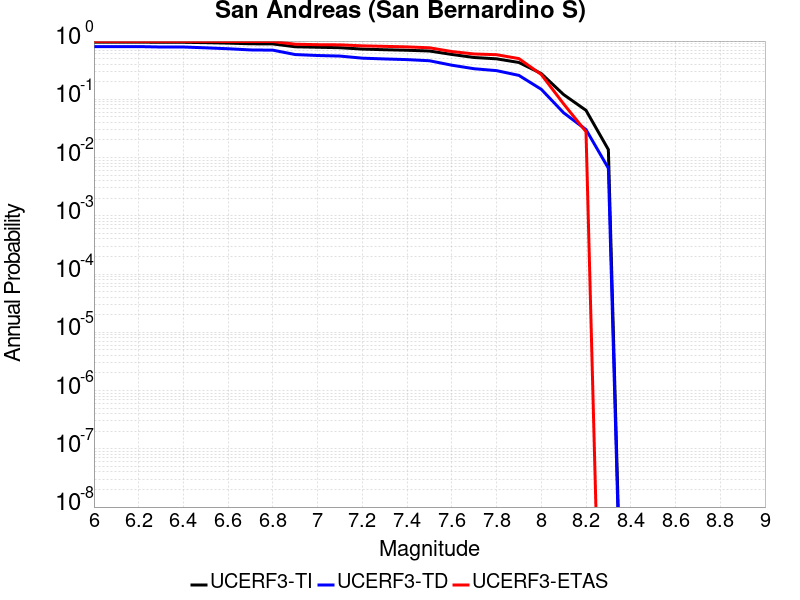 San Andreas (San Bernardino S)
Annual Probability
10^0
10^-1
10^-2
10^-3
10^-4
10^-5
10^-6
10^-7
10^-8
6 6.2 6.4 6.6 6.8 7 7.2 7.4 7.6 7.8 8 8.2 8.4 8.6 8.8 9
Magnitude
UCERF3-TI UCERF3-TD UCERF3-ETAS